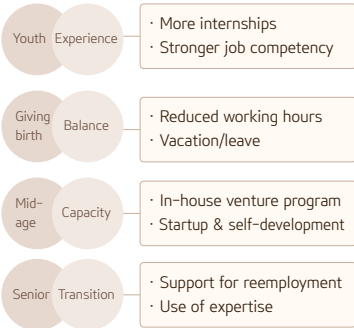 Youth Experience
· More internships
· Stronger job competency
Giving
birth
Balance
· Reduced working hours
· Vacation/leave
Mid-
age
Capacity
· In-house venture program
· Startup & self-development
Senior Transition
· Support for reemployment
· Use of expertise